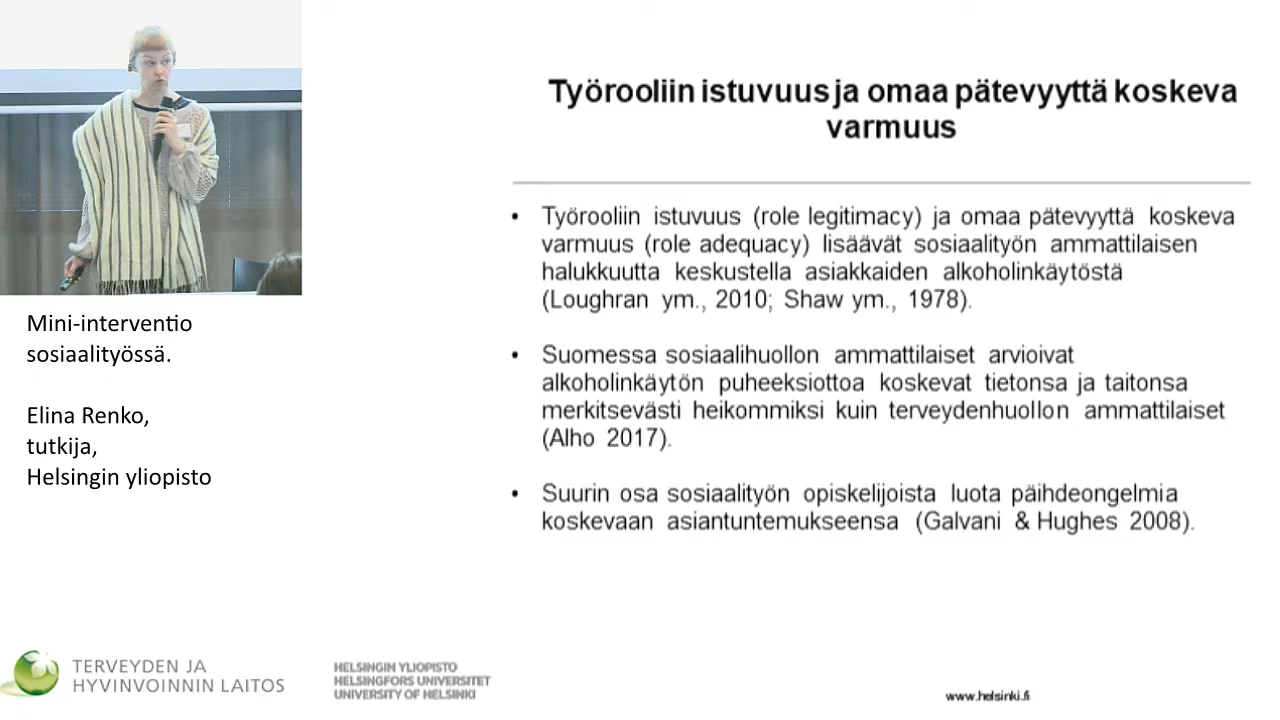 Työrooliin istuvuus ja omaa pätevyyttä koskeva
varmuus
• Työrooliin istuvuus (role legitimacy) ja omaa pätevyyttä koskeva
varmuus (role adequacy) lisäävät sosiaalityön ammattilaisen
halukkuutta keskustella asiakkaiden alkoholinkäytöstä
(Loughran ym., 2010; Shaw ym., 1978).
• Suomessa sosiaalihuollon ammattilaiset arvioivat
alkoholinkäytön puheeksiottoa koskevat tietonsa ja taitonsa
merkitsevästi heikommiksi kuin terveydenhuollon ammattilaiset
(Alho 2017).
• Suurin osa sosiaalityön opiskelijoista luota päihdeongelmia
koskevaan asiantuntemukseensa (Galvani & Hughes 2008).
Mini-interventio
sosiaalityössä.
Elina Renko,
tutkija,
Helsingin yliopisto
TERVEYDEN JA
HYVINVOINNIN LAITOS
HELSINGIN YLIOPISTO
HELSINGFORS UNIVERSITET
UNIVERSITY OF HELSINKI
www.helsinki.fi